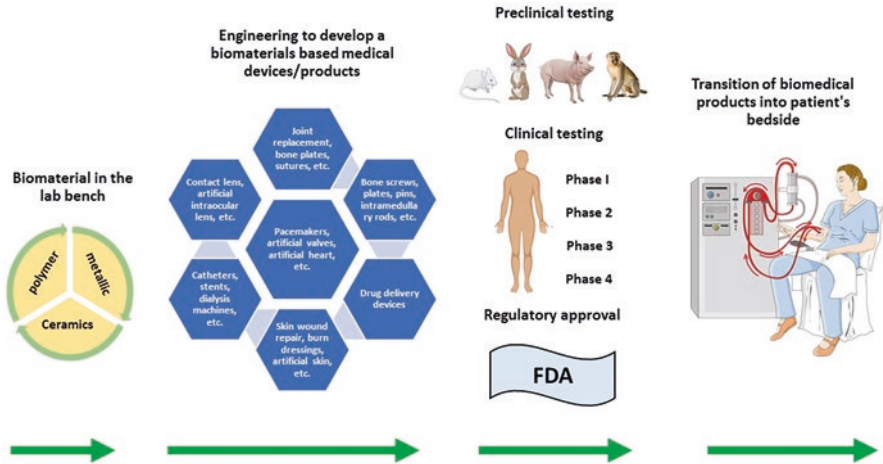 Biomaterial in the
lab bench
polymer
metallic
Ceramics
Engineering to develop a
biomaterials based medical
devices/products
Joint
replacement,
bone plates,
sutures, etc.
Contact lens,
artificial
intraocular
lens, etc.
Bone screws,
plates, pins,
intramedulla
ry rods, etc.
Pacemakers,
artificial valves,
artificial heart,
etc.
Catheters,
stents,
dialysis
machines,
etc.
Drug delivery
devices
Skin wound
repair, burn
dressings,
artificial skin,
etc.
Preclinical testing
Clinical testing
Phase I
Phase 2
Phase 3
Phase 4
Regulatory approval
FDA
Transition of biomedical
products into patient's
bedside